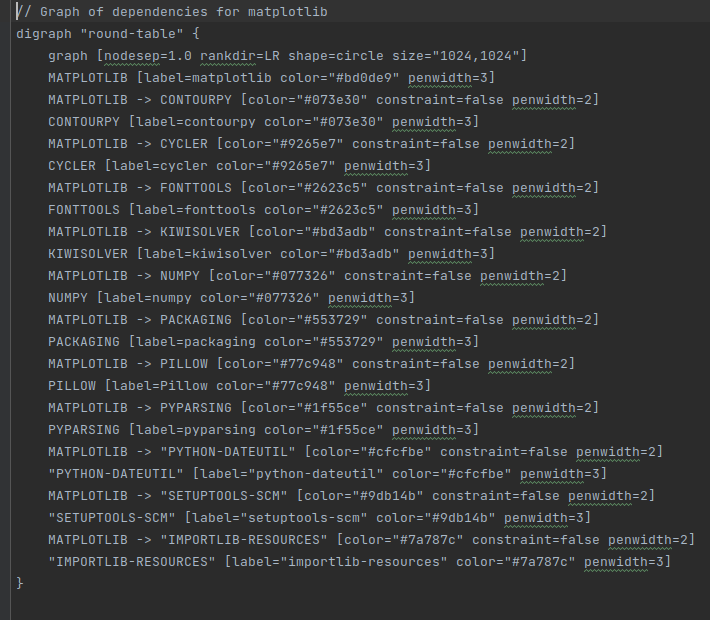 // Graph of dependencies for matplotlib
digraph "round-table" {
    graph [nodesep=1.0 rankdir=LR shape=circle size="1024,1024"]
    MATPLOTLIB [label=matplotlib color="#bd0de9" penwidth=3]
    MATPLOTLIB -> CONTOURPY [color="#073e30" constraint=false penwidth=2]
    CONTOURPY [label=contourpy color="#073e30" penwidth=3]
    MATPLOTLIB -> CYCLER [color="#9265e7" constraint=false penwidth=2]
    CYCLER [label=cycler color="#9265e7" penwidth=3]
    MATPLOTLIB -> FONTTOOLS [color="#2623c5" constraint=false penwidth=2]
    FONTTOOLS [label=fonttools color="#2623c5" penwidth=3]
    MATPLOTLIB -> KIWISOLVER [color="#bd3adb" constraint=false penwidth=2]
    KIWISOLVER [label=kiwisolver color="#bd3adb" penwidth=3]
    MATPLOTLIB -> NUMPY [color="#077326" constraint=false penwidth=2]
    NUMPY [label=numpy color="#077326" penwidth=3]
    MATPLOTLIB -> PACKAGING [color="#553729" constraint=false penwidth=2]
    PACKAGING [label=packaging color="#553729" penwidth=3]
    MATPLOTLIB -> PILLOW [color="#77c948" constraint=false penwidth=2]
    PILLOW [label=Pillow color="#77c948" penwidth=3]
    MATPLOTLIB -> PYPARSING [color="#1f55ce" constraint=false penwidth=2]
    PYPARSING [label=pyparsing color="#1f55ce" penwidth=3]
    MATPLOTLIB -> "PYTHON-DATEUTIL" [color="#cfcfbe" constraint=false penwidth=2]
    "PYTHON-DATEUTIL" [label="python-dateutil" color="#cfcfbe" penwidth=3]
    MATPLOTLIB -> "SETUPTOOLS-SCM" [color="#9db14b" constraint=false penwidth=2]
    "SETUPTOOLS-SCM" [label="setuptools-scm" color="#9db14b" penwidth=3]
    MATPLOTLIB -> "IMPORTLIB-RESOURCES" [color="#7a787c" constraint=false penwidth=2]
    "IMPORTLIB-RESOURCES" [label="importlib-resources" color="#7a787c" penwidth=3]
}